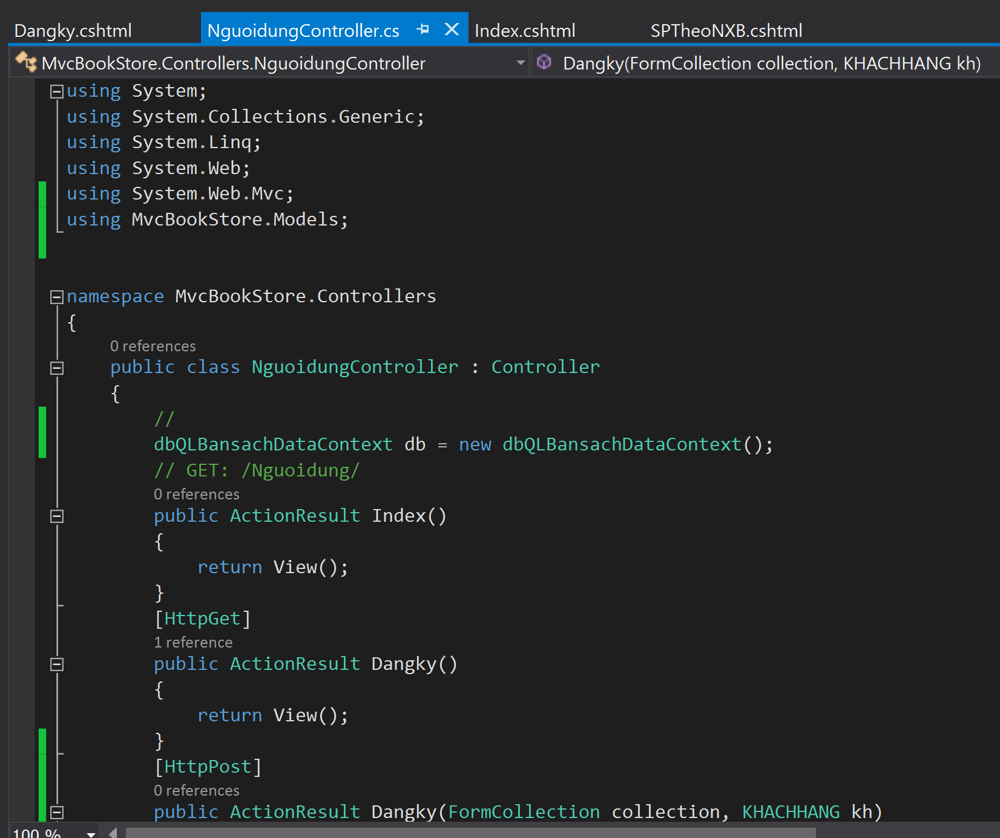 Dangky.cshtml NguoidungController.cs Index.cshtml SPTheoNXB.cshtml
MvcBookStore.Controllers.NguoidungController Dangky(FormCollection collection, KHACHHANG kh)
using System;
using System.Collections.Generic;
using System.Linq;
using System.Web;
using System.Web.Mvc;
using MvcBookStore.Models;
namespace MvcBookStore.Controllers
{
0 references
public class NguoidungController : Controller
{
//
dbQLBansachDataContext db = new dbQLBansachDataContext();
// GET: /Nguoidung/
0 references
public ActionResult Index()
{
return View();
}
[HttpGet]
1 reference
public ActionResult Dangky()
{
return View();
}
[HttpPost]
0 references
public ActionResult Dangky(FormCollection collection, KHACHHANG kh)
100 %